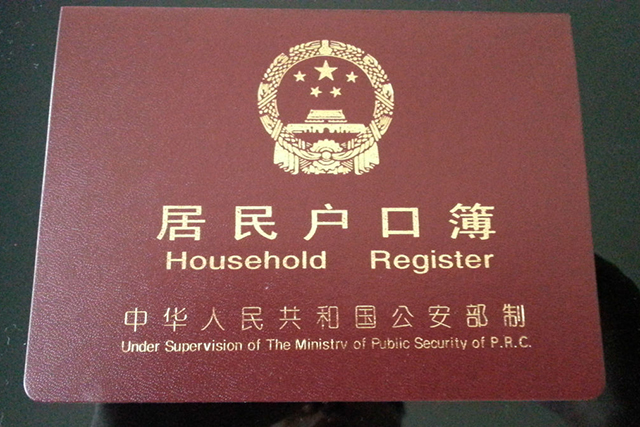 居民户口簿
Household Register
中华人民共和国公安部制
Under Supervision of The Ministry of Public Security of P.R.C.